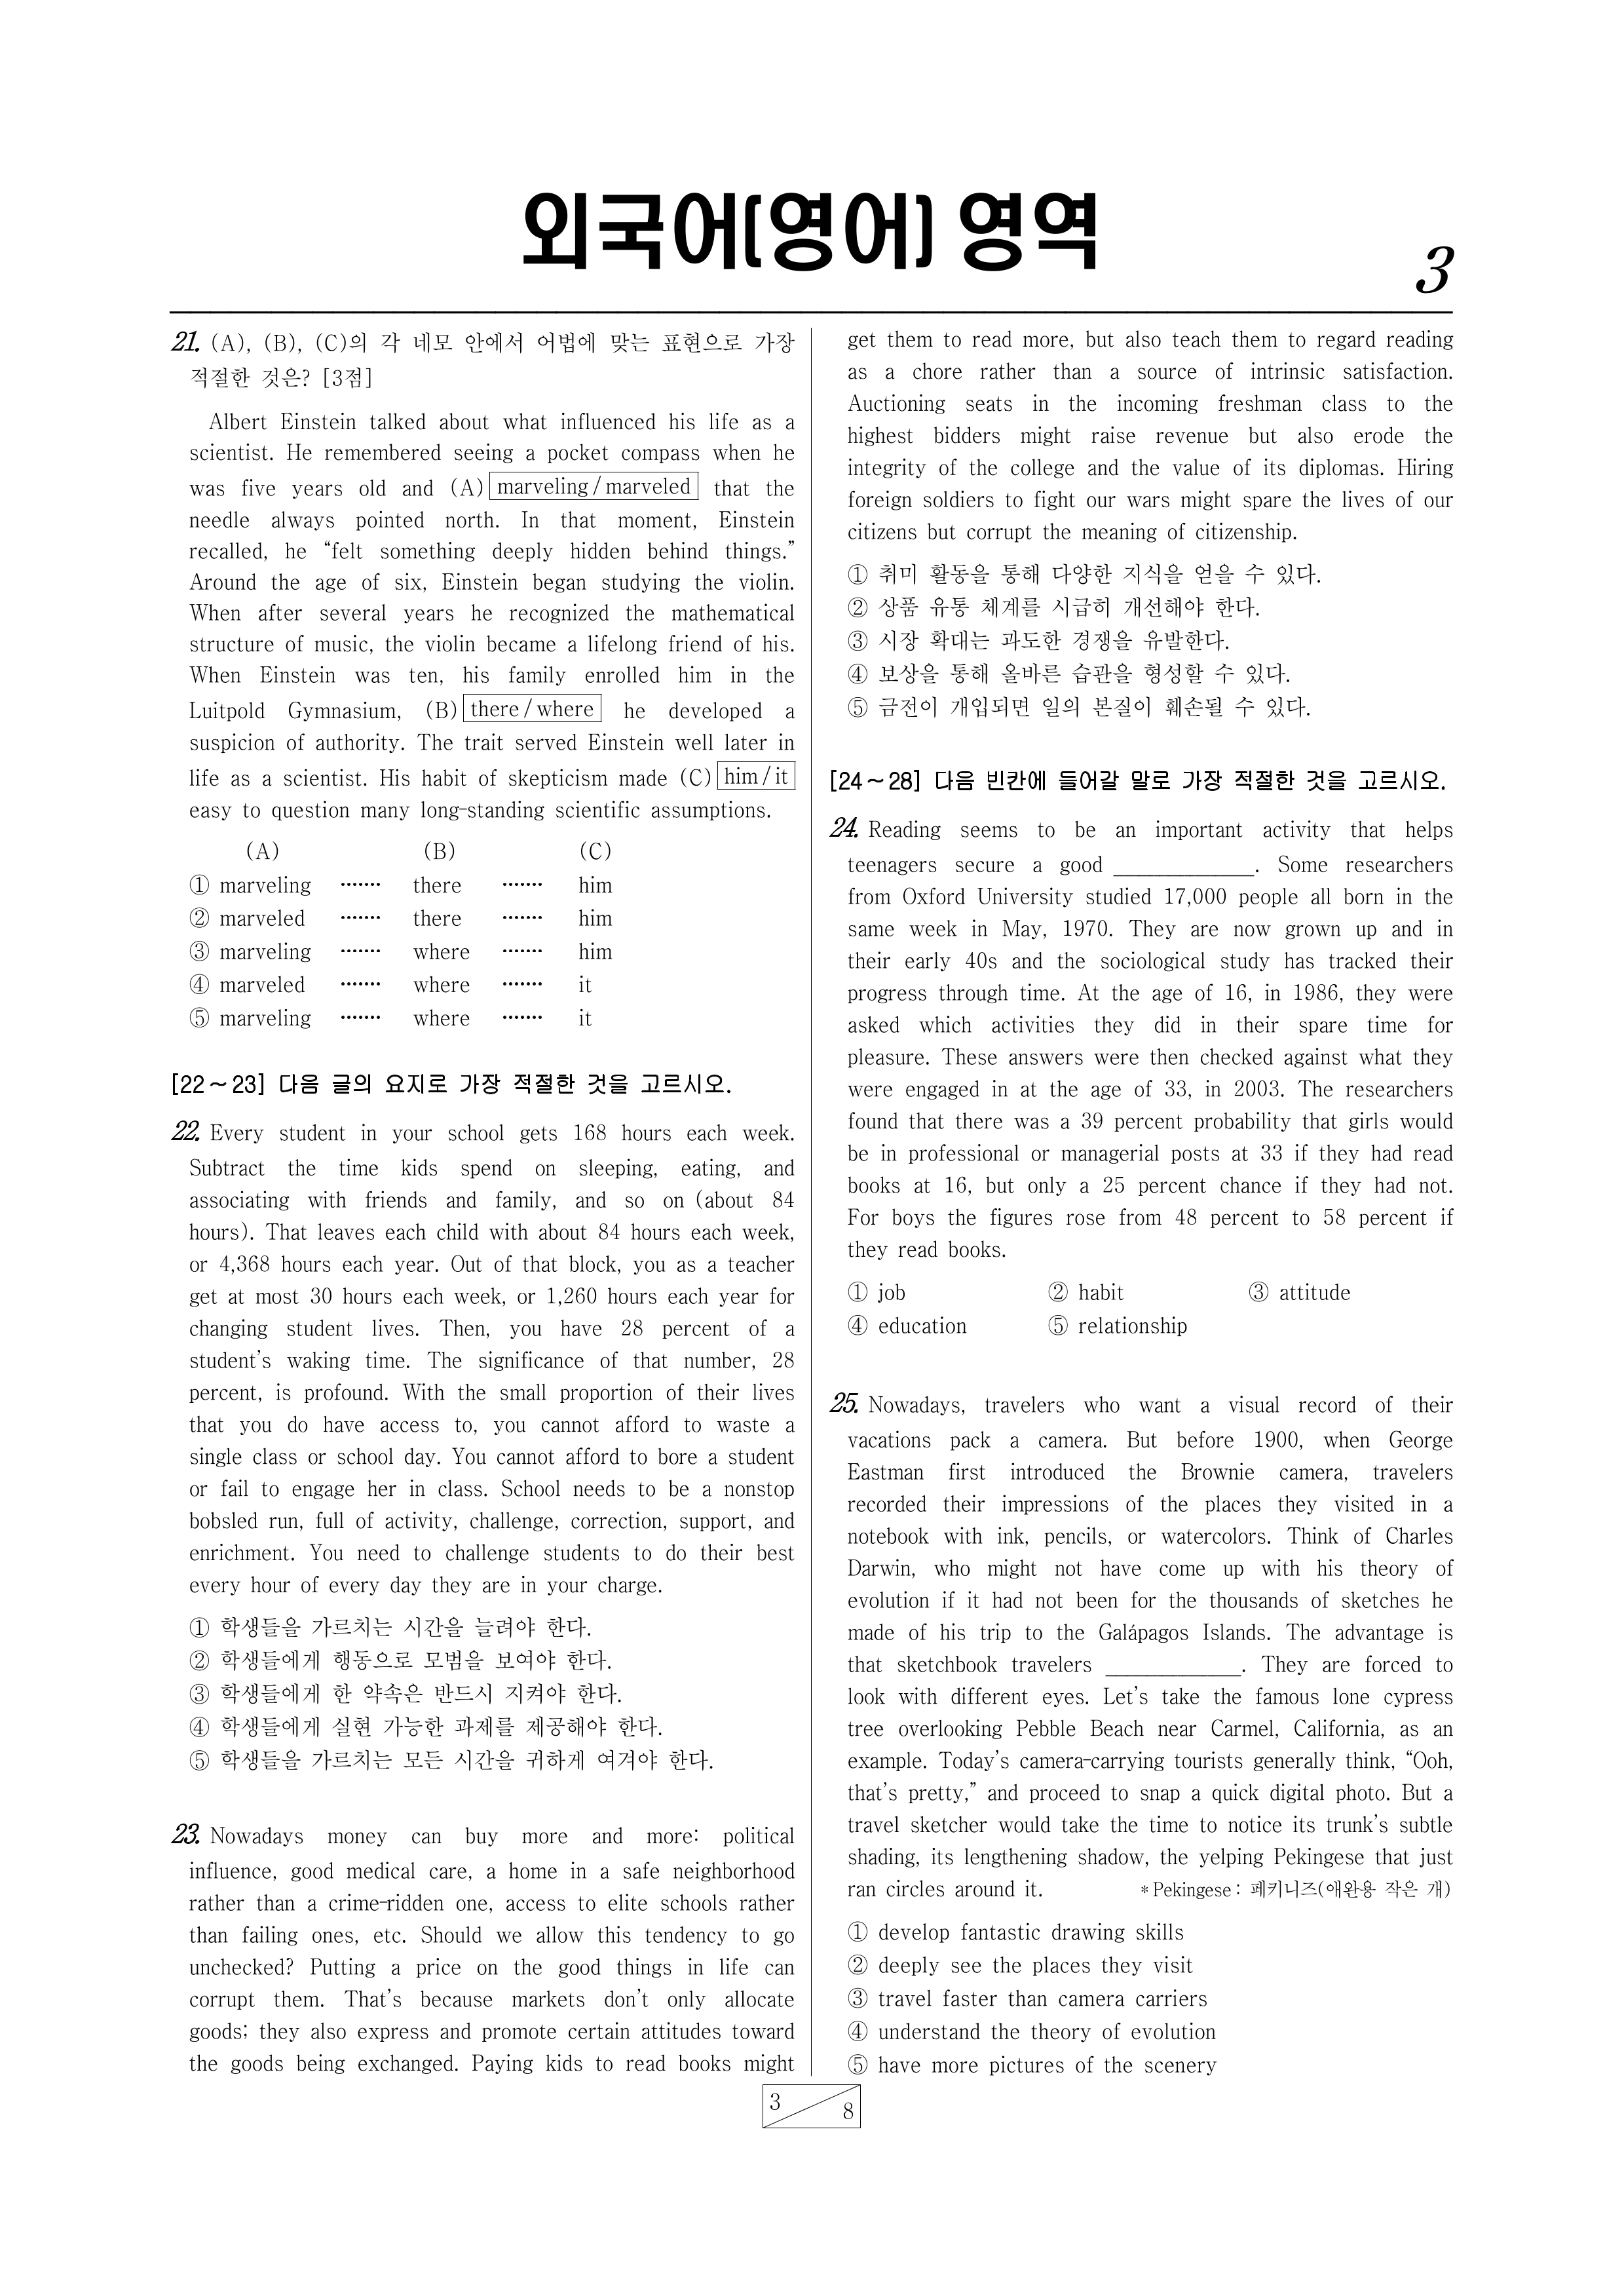 외국어(영어) 영역
3
21. (A), (B), (C)의 각 네모 안에서 어법에 맞는 표현으로 가장
적절한 것은? [3점]
Albert Einstein talked about what influenced his life as a
scientist. He remembered seeing a pocket compass when he
was five years old and (A) marveling / marveled that the
needle always pointed north. In that moment, Einstein
recalled, he “felt something deeply hidden behind things.”
Around the age of six, Einstein began studying the violin.
When after several years he recognized the mathematical
structure of music, the violin became a lifelong friend of his.
When Einstein was ten, his family enrolled him in the
Luitpold Gymnasium, (B) there / where he developed a
suspicion of authority. The trait served Einstein well later in
life as a scientist. His habit of skepticism made (C) him / it
easy to question many long-standing scientific assumptions.
(A) (B) (C)
① marveling ······· there ······· him
② marveled ······· there ······· him
③ marveling ······· where ······· him
④ marveled ······· where ······· it
⑤ marveling ······· where ······· it
[22~23] 다음 글의 요지로 가장 적절한 것을 고르시오.
22. Every student in your school gets 168 hours each week.
Subtract the time kids spend on sleeping, eating, and
associating with friends and family, and so on (about 84
hours). That leaves each child with about 84 hours each week,
or 4,368 hours each year. Out of that block, you as a teacher
get at most 30 hours each week, or 1,260 hours each year for
changing student lives. Then, you have 28 percent of a
student’s waking time. The significance of that number, 28
percent, is profound. With the small proportion of their lives
that you do have access to, you cannot afford to waste a
single class or school day. You cannot afford to bore a student
or fail to engage her in class. School needs to be a nonstop
bobsled run, full of activity, challenge, correction, support, and
enrichment. You need to challenge students to do their best
every hour of every day they are in your charge.
① 학생들을 가르치는 시간을 늘려야 한다.
② 학생들에게 행동으로 모범을 보여야 한다.
③ 학생들에게 한 약속은 반드시 지켜야 한다.
④ 학생들에게 실현 가능한 과제를 제공해야 한다.
⑤ 학생들을 가르치는 모든 시간을 귀하게 여겨야 한다.
23. Nowadays money can buy more and more: political
influence, good medical care, a home in a safe neighborhood
rather than a crime-ridden one, access to elite schools rather
than failing ones, etc. Should we allow this tendency to go
unchecked? Putting a price on the good things in life can
corrupt them. That’s because markets don’t only allocate
goods; they also express and promote certain attitudes toward
the goods being exchanged. Paying kids to read books might
get them to read more, but also teach them to regard reading
as a chore rather than a source of intrinsic satisfaction.
Auctioning seats in the incoming freshman class to the
highest bidders might raise revenue but also erode the
integrity of the college and the value of its diplomas. Hiring
foreign soldiers to fight our wars might spare the lives of our
citizens but corrupt the meaning of citizenship.
① 취미 활동을 통해 다양한 지식을 얻을 수 있다.
② 상품 유통 체계를 시급히 개선해야 한다.
③ 시장 확대는 과도한 경쟁을 유발한다.
④ 보상을 통해 올바른 습관을 형성할 수 있다.
⑤ 금전이 개입되면 일의 본질이 훼손될 수 있다.
[24~28] 다음 빈칸에 들어갈 말로 가장 적절한 것을 고르시오.
24. Reading seems to be an important activity that helps
teenagers secure a good ____________. Some researchers
from Oxford University studied 17,000 people all born in the
same week in May, 1970. They are now grown up and in
their early 40s and the sociological study has tracked their
progress through time. At the age of 16, in 1986, they were
asked which activities they did in their spare time for
pleasure. These answers were then checked against what they
were engaged in at the age of 33, in 2003. The researchers
found that there was a 39 percent probability that girls would
be in professional or managerial posts at 33 if they had read
books at 16, but only a 25 percent chance if they had not.
For boys the figures rose from 48 percent to 58 percent if
they read books.
① job ② habit ③ attitude
④ education ⑤ relationship
25. Nowadays, travelers who want a visual record of their
vacations pack a camera. But before 1900, when George
Eastman first introduced the Brownie camera, travelers
recorded their impressions of the places they visited in a
notebook with ink, pencils, or watercolors. Think of Charles
Darwin, who might not have come up with his theory of
evolution if it had not been for the thousands of sketches he
made of his trip to the Galápagos Islands. The advantage is
that sketchbook travelers ____________. They are forced to
look with different eyes. Let’s take the famous lone cypress
tree overlooking Pebble Beach near Carmel, California, as an
example. Today’s camera-carrying tourists generally think, “Ooh,
that’s pretty,” and proceed to snap a quick digital photo. But a
travel sketcher would take the time to notice its trunk’s subtle
shading, its lengthening shadow, the yelping Pekingese that just
ran circles around it. * Pekingese : 페키니즈(애완용 작은 개)
① develop fantastic drawing skills
② deeply see the places they visit
③ travel faster than camera carriers
④ understand the theory of evolution
⑤ have more pictures of the scenery
3
8